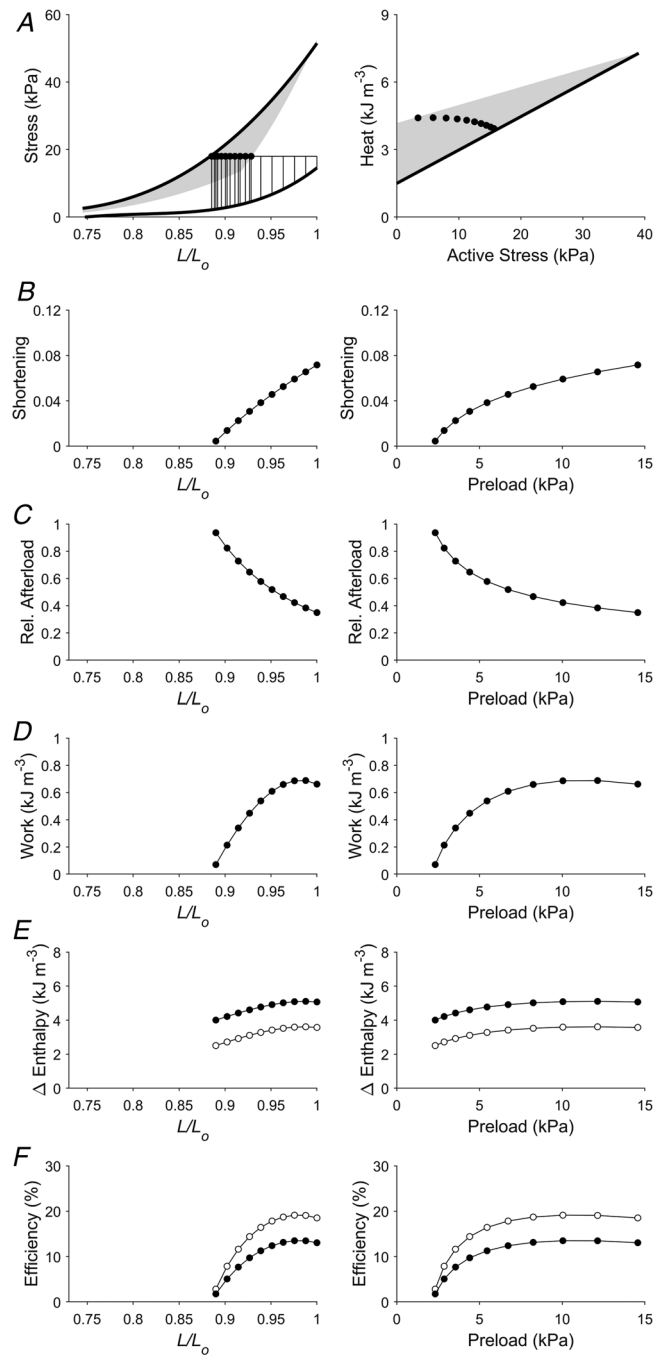 A
60
40
20
0
Stress (kPa)
0.75 0.8 0.85 0.9 0.95 1
L/Lo
9
6
3
0
Heat (kJ m-3)
0 10 20 30 40
Active Stress (kPa)
B
0.12
0.08
0.04
0
Shortening
0.75 0.8 0.85 0.9 0.95 1
L/Lo
0.12
0.08
0.04
0
Shortening
0 5 10 15
Preload (kPa)
C
1
0.8
0.6
0.4
0.2
0
Rel. Afterload
0.75 0.8 0.85 0.9 0.95 1
L/Lo
1
0.8
0.6
0.4
0.2
0
Rel. Afterload
0 5 10 15
Preload (kPa)
D
1
0.8
0.6
0.4
0.2
0
Work (kJ m-3)
0.75 0.8 0.85 0.9 0.95 1
L/Lo
1
0.8
0.6
0.4
0.2
0
Work (kJ m-3)
0 5 10 15
Preload (kPa)
E
8
6
4
2
0
Δ Enthalpy (kJ m-3)
0.75 0.8 0.85 0.9 0.95 1
L/Lo
8
6
4
2
0
Δ Enthalpy (kJ m-3)
0 5 10 15
Preload (kPa)
F
30
20
10
0
Efficiency (%)
0.75 0.8 0.85 0.9 0.95 1
L/Lo
30
20
10
0
Efficiency (%)
0 5 10 15
Preload (kPa)